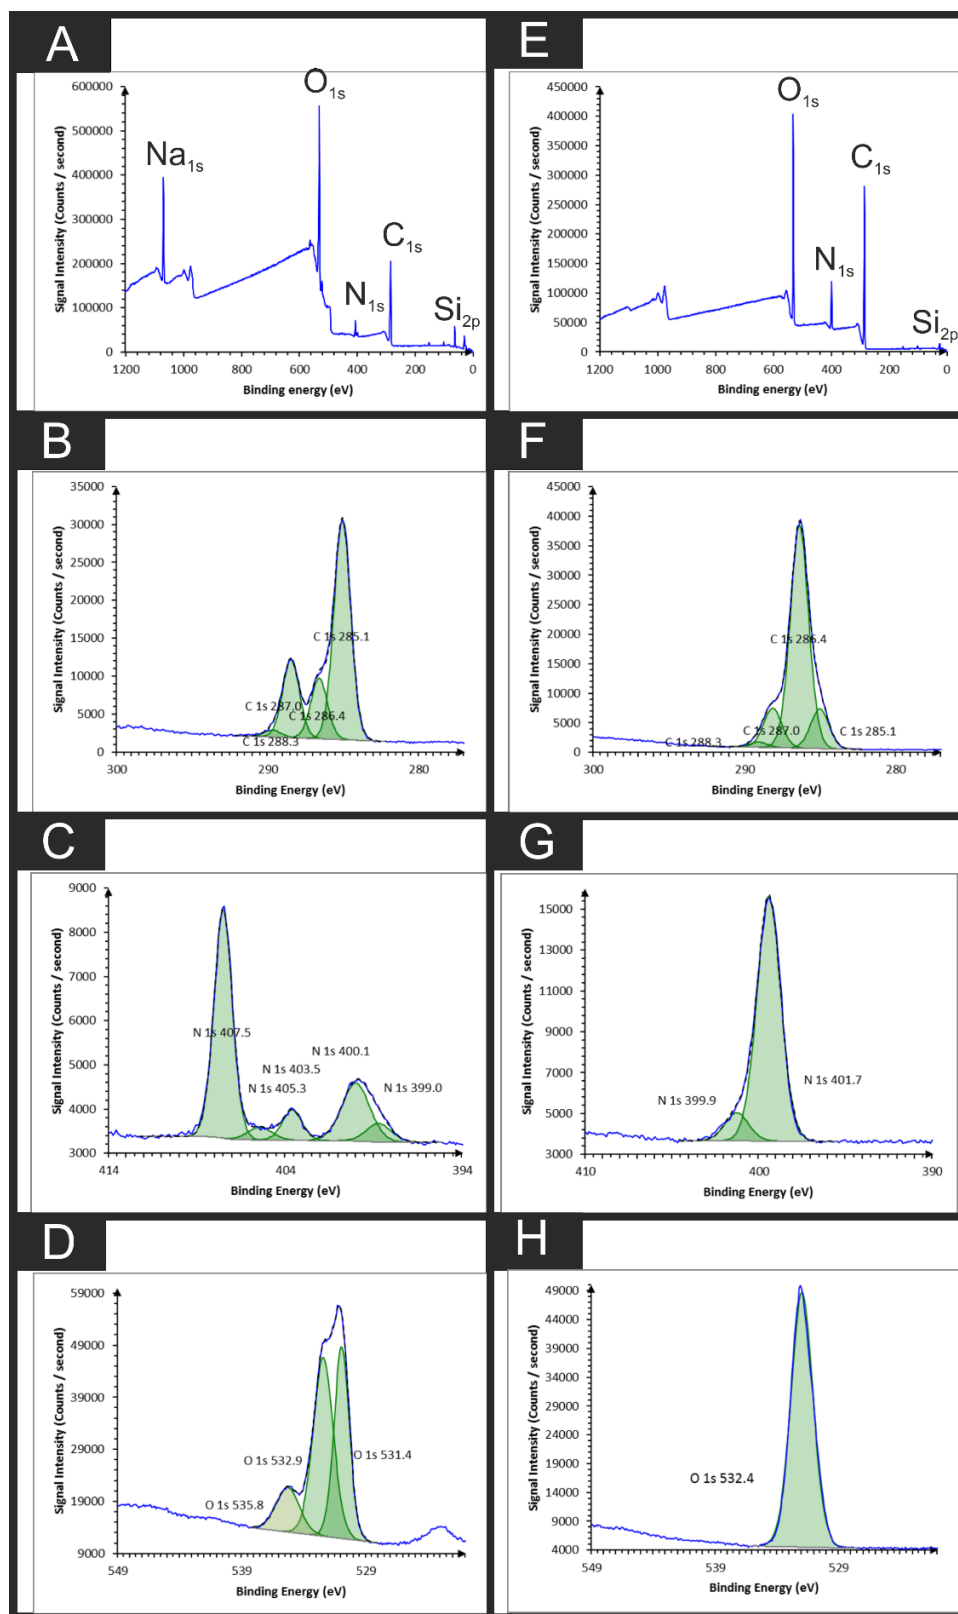 A
600000
500000
400000
300000
200000
100000
0
1200 1000 800 600 400 200 0
Signal Intensity (Counts / second)
Binding energy (eV)
Na1s
O1s
N1s
C1s
Si2p
E
450000
400000
350000
300000
250000
200000
150000
100000
50000
0
1200 1000 800 600 400 200 0
Signal Intensity (Counts / second)
Binding energy (eV)
O1s
C1s
N1s
Si2p
B
35000
30000
25000
20000
15000
10000
5000
0
300 290 280
Signal Intensity (Counts / second)
Binding Energy (eV)
C 1s 285.1
C 1s 287.0
C 1s 286.4
C 1s 288.3
F
45000
40000
35000
30000
25000
20000
15000
10000
5000
0
300 290 280
Signal Intensity (Counts / second)
Binding Energy (eV)
C 1s 286.4
C 1s 287.0
C 1s 285.1
C 1s 288.3
C
9000
8000
7000
6000
5000
4000
3000
414 404 394
Signal Intensity (Counts / second)
Binding Energy (eV)
N 1s 407.5
N 1s 400.1
N 1s 403.5
N 1s 405.3
N 1s 399.0
G
15000
13000
11000
9000
7000
5000
3000
410 400 390
Signal Intensity (Counts / second)
Binding Energy (eV)
N 1s 399.9
N 1s 401.7
D
59000
49000
39000
29000
19000
9000
549 539 529
Signal Intensity (Counts / second)
Binding Energy (eV)
O 1s 532.9
O 1s 531.4
O 1s 535.8
H
49000
44000
39000
34000
29000
24000
19000
14000
9000
4000
549 539 529
Signal Intensity (Counts / second)
Binding Energy (eV)
O 1s 532.4